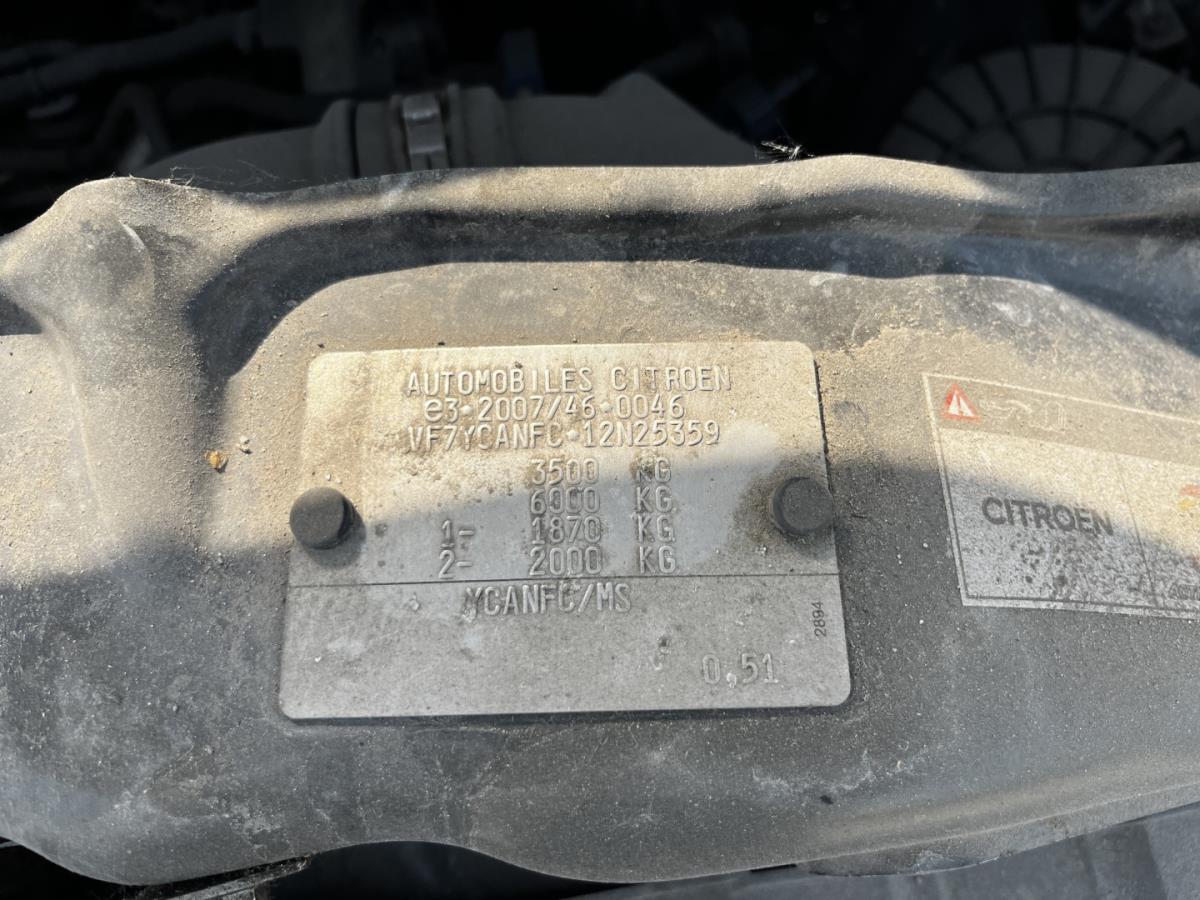 AUTOMOBILES CITROEN
e3*2007/46*0046
VF7YCANFC*12N25359
3500 KG
6000 KG
1- 1870 KG
2- 2000 KG
YCANFC/MS
2894
0,51
CITROËN